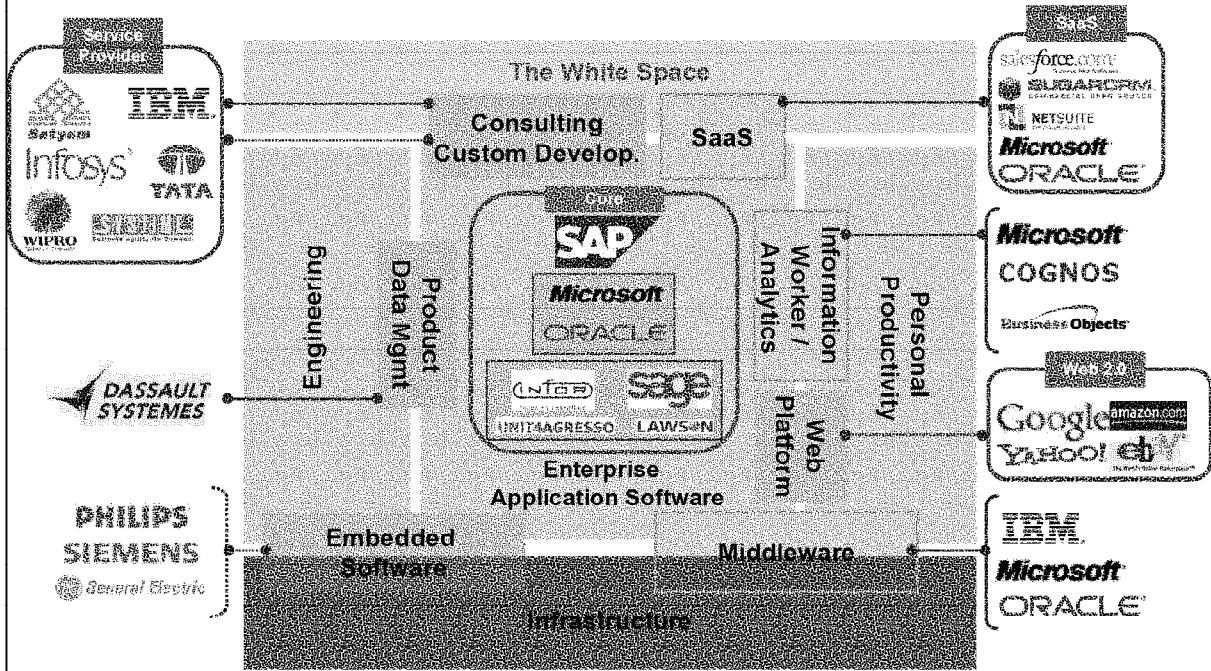 Service
Provider
Satyam
IBM
Infosys
TATA
WIPRO
The White Space
Consulting
Custom Develop.
SaaS
SaaS
salesforce.com
SUGARCRM
COMMERCIAL OPEN SOURCE
NETSUITE
Microsoft
ORACLE
Engineering
Product
Data Mgmt
Core
SAP
Microsoft
ORACLE
infor
sage
UNIT4AGRESSO
LAWSON
Enterprise
Application Software
Information
Worker /
Analytics
Personal
Productivity
Web
Platform
Microsoft
COGNOS
Business Objects
Web 2.0
Google
amazon.com
YAHOO!
ebY
DASSAULT
SYSTEMES
PHILIPS
SIEMENS
General Electric
Embedded
Software
Middleware
Infrastructure
IBM
Microsoft
ORACLE